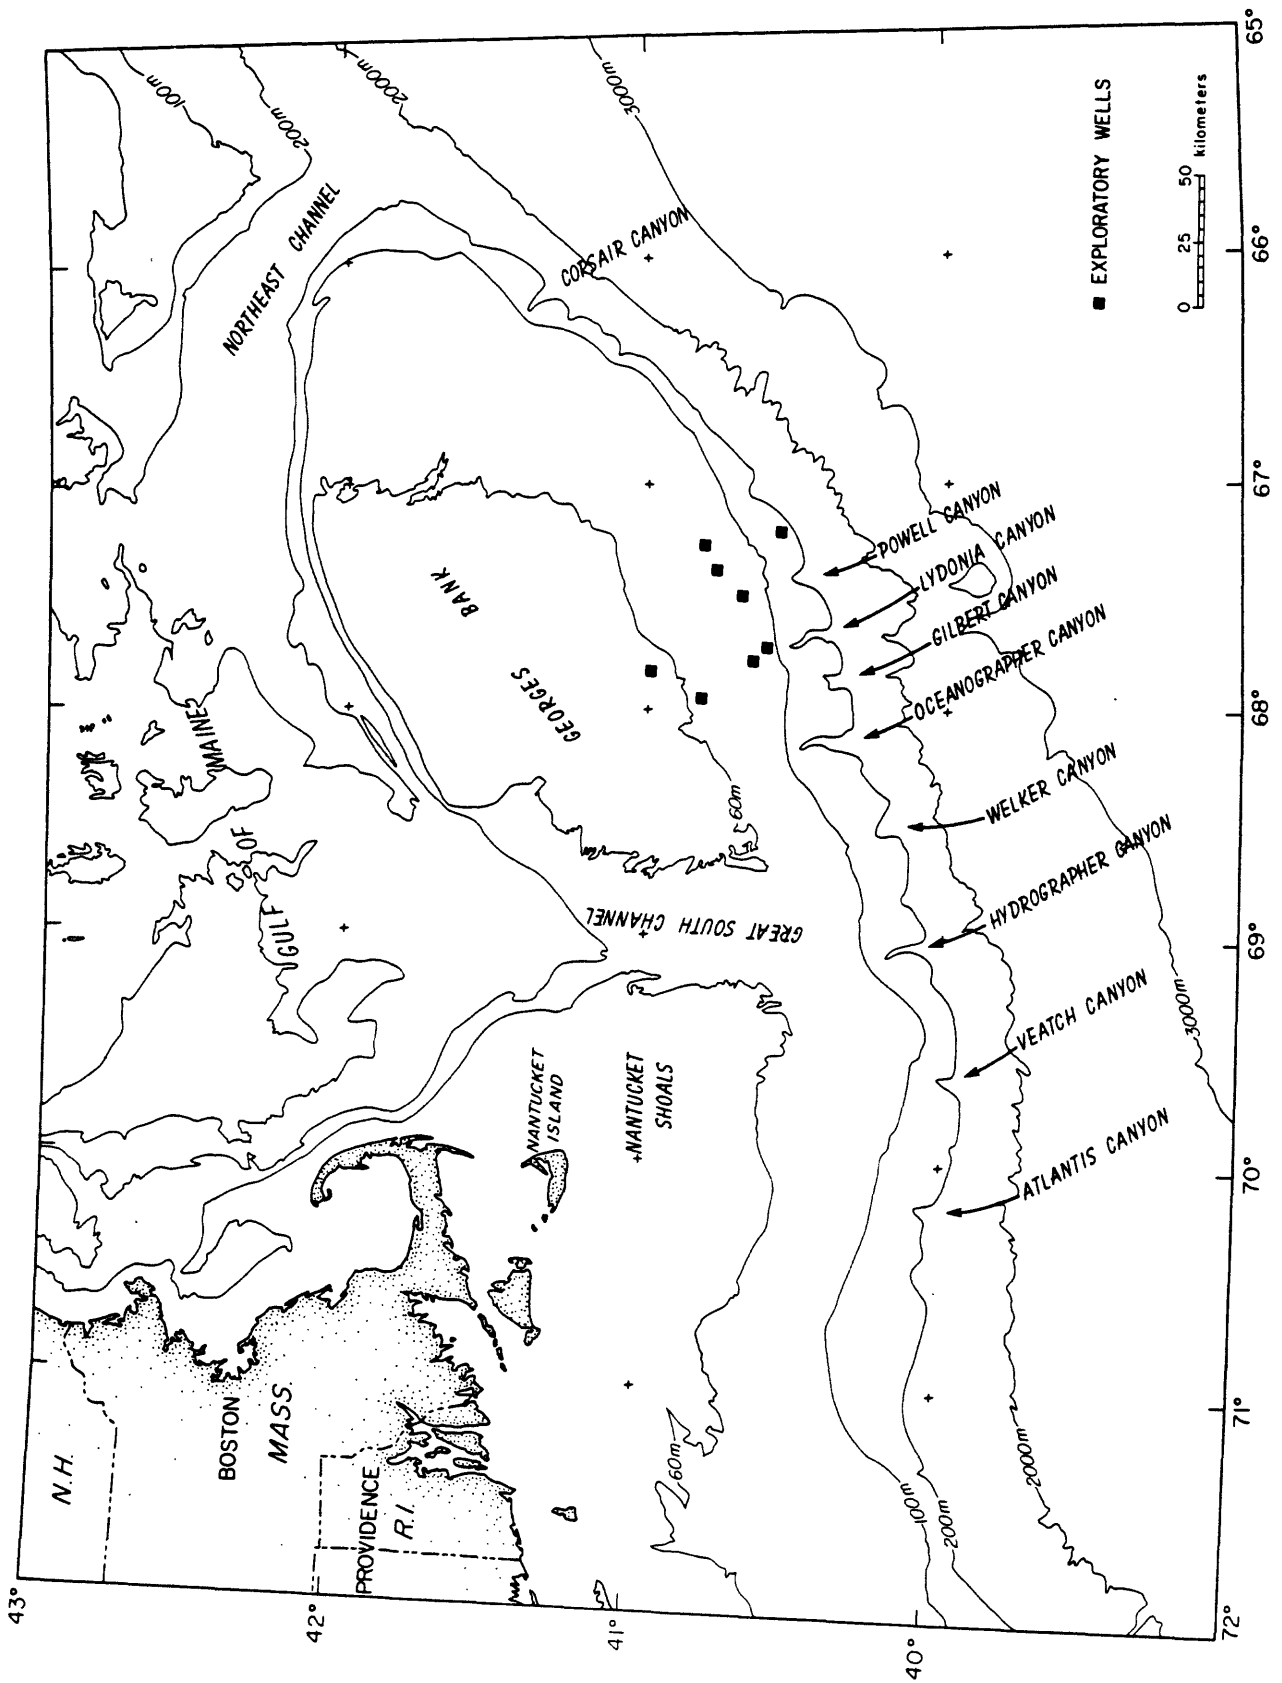 43°
42°
41°
40°
72°
71°
70°
69°
68°
67°
66°
65°
N.H.
BOSTON
MASS.
PROVIDENCE
R.I.
GULF
OF
MAINE
NANTUCKET
ISLAND
NANTUCKET
SHOALS
GREAT SOUTH CHANNEL
GEORGES
BANK
NORTHEAST CHANNEL
CORSAIR CANYON
POWELL CANYON
LYDONIA CANYON
GILBERT CANYON
OCEANOGRAPHER CANYON
WELKER CANYON
HYDROGRAPHER CANYON
VEATCH CANYON
ATLANTIS CANYON
100m
200m
2000m
3000m
60m
60m
100m
200m
2000m
3000m
EXPLORATORY WELLS
0 25 50
kilometers